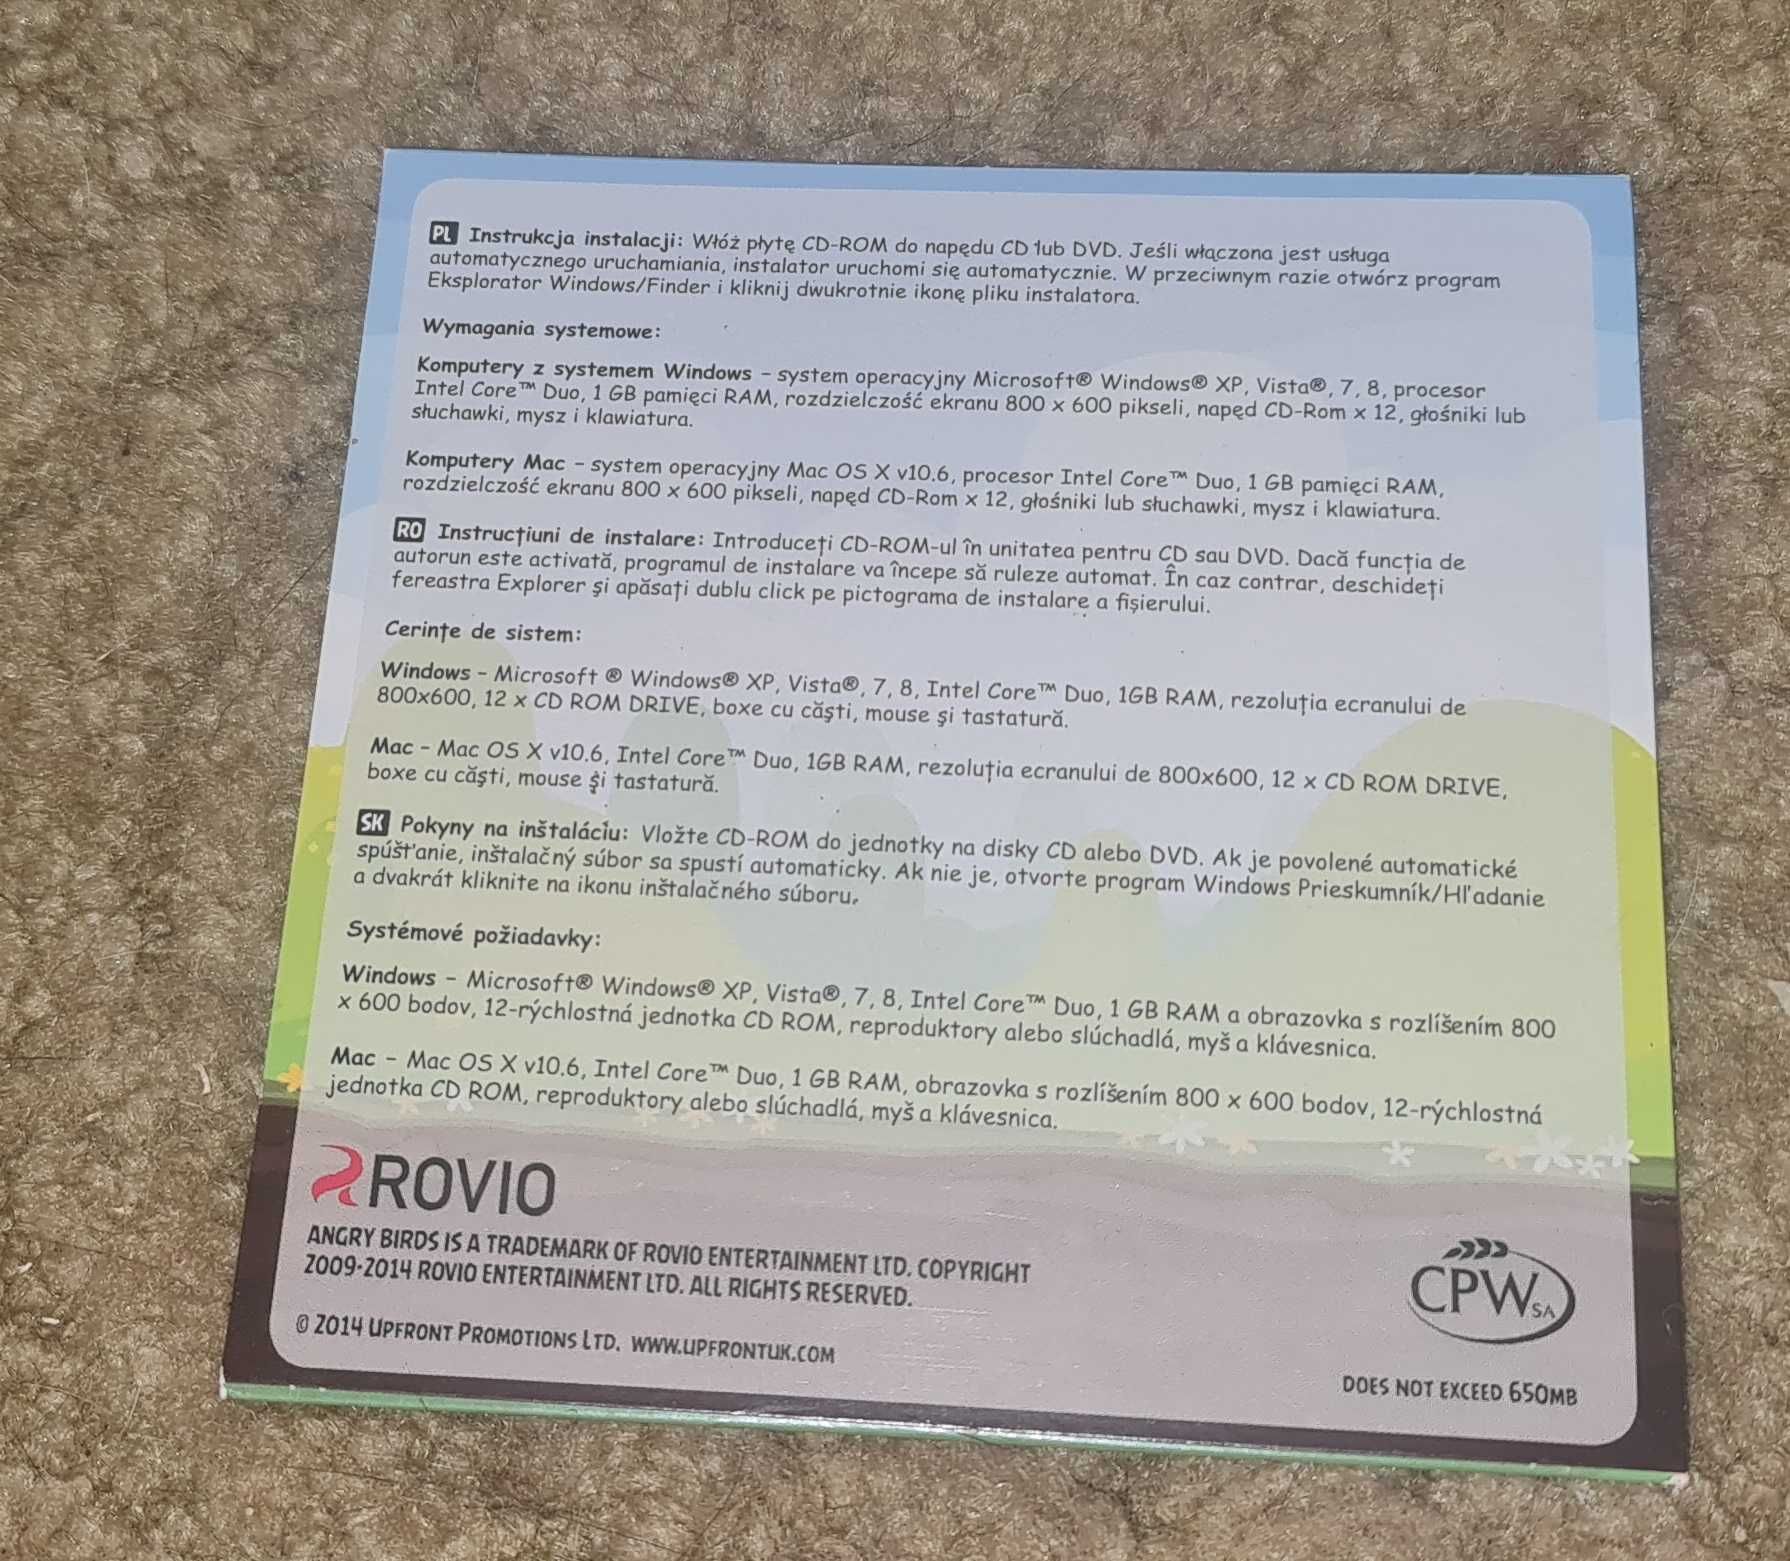 PL Instrukcja instalacji: Włóż płytę CD-ROM do napędu CD lub DVD. Jeśli włączona jest usługa
automatycznego uruchamiania, instalator uruchomi się automatycznie. W przeciwnym razie otwórz program
Eksplorator Windows/Finder i kliknij dwukrotnie ikonę pliku instalatora.
Wymagania systemowe:
Komputery z systemem Windows – system operacyjny Microsoft® Windows® XP, Vista®, 7, 8, procesor
Intel Core™ Duo, 1 GB pamięci RAM, rozdzielczość ekranu 800 x 600 pikseli, napęd CD-Rom x 12, głośniki lub
słuchawki, mysz i klawiatura.
Komputery Mac – system operacyjny Mac OS X v10.6, procesor Intel Core™ Duo, 1 GB pamięci RAM,
rozdzielczość ekranu 800 x 600 pikseli, napęd CD-Rom x 12, głośniki lub słuchawki, mysz i klawiatura.
RO Instrucţiuni de instalare: Introduceţi CD-ROM-ul în unitatea pentru CD sau DVD. Dacă funcţia de
autorun este activată, programul de instalare va începe să ruleze automat. În caz contrar, deschideţi
fereastra Explorer şi apăsaţi dublu click pe pictograma de instalare a fişierului.
Cerinţe de sistem:
Windows – Microsoft ® Windows® XP, Vista®, 7, 8, Intel Core™ Duo, 1GB RAM, rezoluţia ecranului de
800x600, 12 x CD ROM DRIVE, boxe cu căşti, mouse şi tastatură.
Mac – Mac OS X v10.6, Intel Core™ Duo, 1GB RAM, rezoluţia ecranului de 800x600, 12 x CD ROM DRIVE,
boxe cu căşti, mouse şi tastatură.
SK Pokyny na inštaláciu: Vložte CD-ROM do jednotky na disky CD alebo DVD. Ak je povolené automatické
spúšťanie, inštalačný súbor sa spustí automaticky. Ak nie je, otvorte program Windows Prieskumník/Hľadanie
a dvakrát kliknite na ikonu inštalačného súboru.
Systémové požiadavky:
Windows – Microsoft® Windows® XP, Vista®, 7, 8, Intel Core™ Duo, 1 GB RAM a obrazovka s rozlíšením 800
x 600 bodov, 12-rýchlostná jednotka CD ROM, reproduktory alebo slúchadlá, myš a klávesnica.
Mac – Mac OS X v10.6, Intel Core™ Duo, 1 GB RAM, obrazovka s rozlíšením 800 x 600 bodov, 12-rýchlostná
jednotka CD ROM, reproduktory alebo slúchadlá, myš a klávesnica.
ROVIO
ANGRY BIRDS IS A TRADEMARK OF ROVIO ENTERTAINMENT LTD. COPYRIGHT
2009-2014 ROVIO ENTERTAINMENT LTD. ALL RIGHTS RESERVED.
© 2014 UPFRONT PROMOTIONS LTD. WWW.UPFRONTUK.COM
CPW SA
DOES NOT EXCEED 650MB